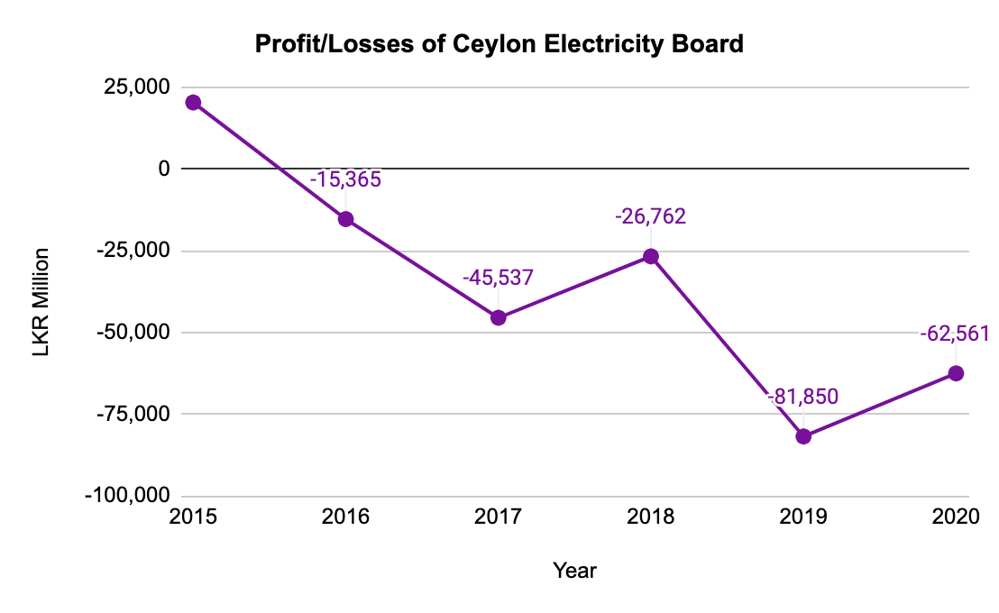 Profit/Losses of Ceylon Electricity Board
25,000
0
-15,365
-26,762
-25,000
-45,537
LKR Million
-50,000
-62,561
-81,850
-75,000
-100,000
2015 2016 2017 2018 2019 2020
Year